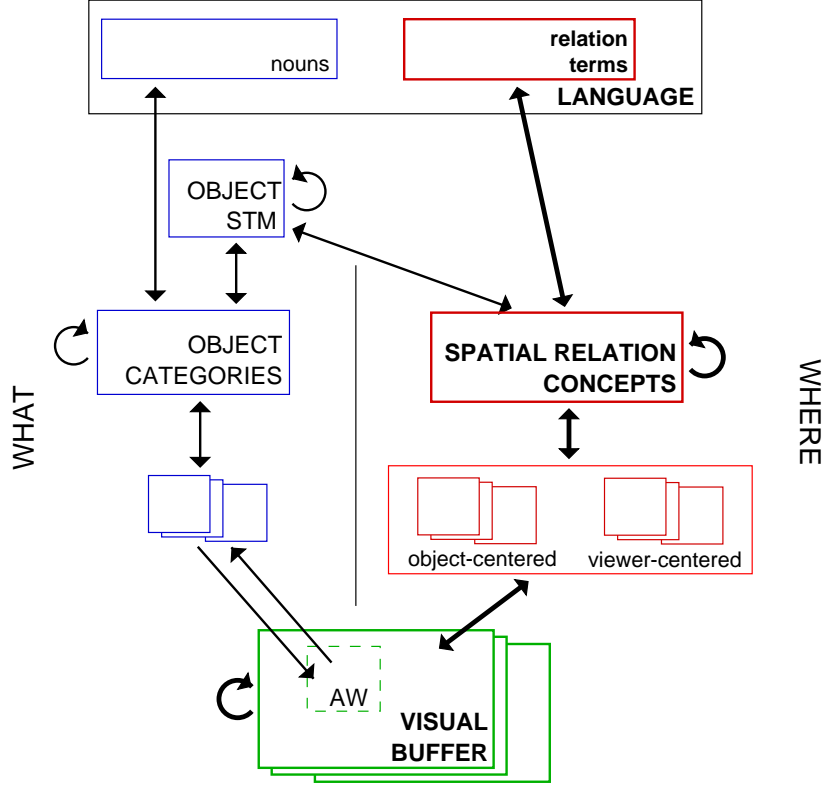 nouns
relation
terms
LANGUAGE
OBJECT
STM
OBJECT
CATEGORIES
SPATIAL RELATION
CONCEPTS
WHAT
WHERE
object-centered
viewer-centered
AW
VISUAL
BUFFER